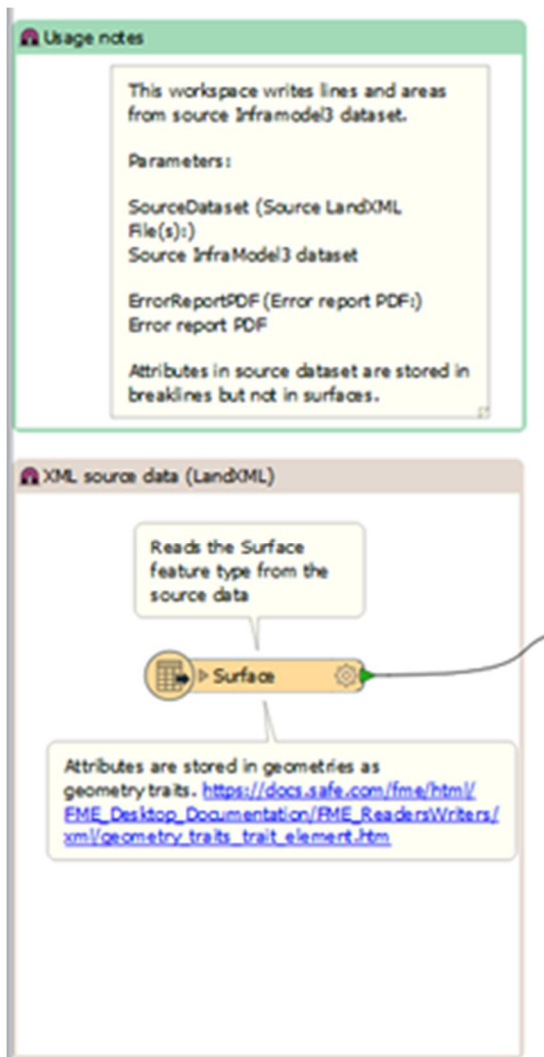 Usage notes
This workspace writes lines and areas
from source Inframodel3 dataset.
Parameters:
SourceDataset (Source LandXML
File(s):)
Source InfraModel3 dataset
ErrorReportPDF (Error report PDF:)
Error report PDF
Attributes in source dataset are stored in
breaklines but not in surfaces.
XML source data (LandXML)
Reads the Surface
feature type from the
source data
Surface
Attributes are stored in geometries as
geometry traits. https://docs.safe.com/fme/html/
FME_Desktop_Documentation/FME_ReadersWriters/
xml/geometry_traits_trait_element.htm